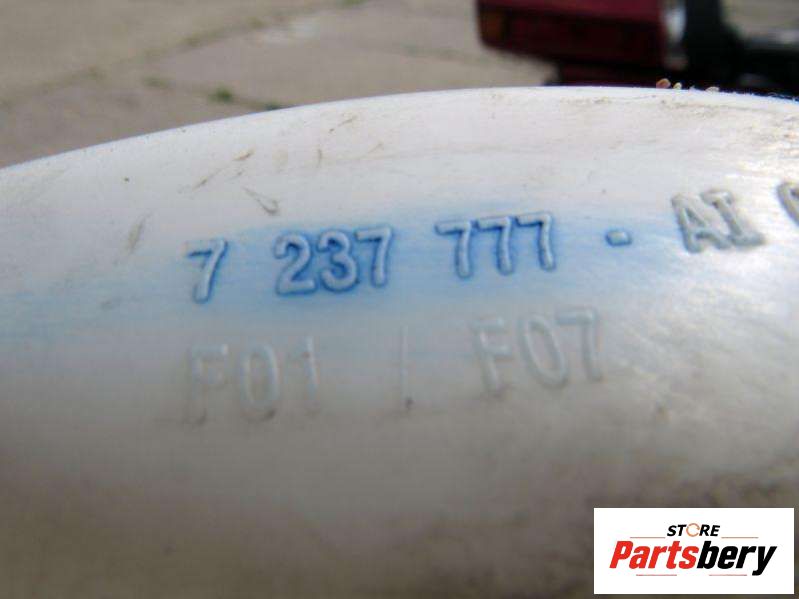 7 237 777 - AI
F01 / F07
STORE
Partsbery